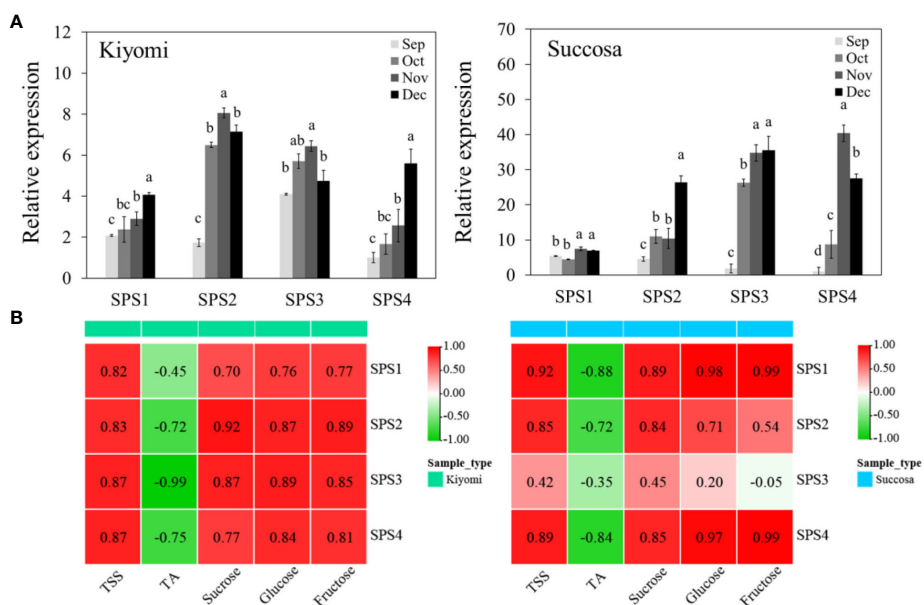 A
Kiyomi
Succosa
Sep
Oct
Nov
Dec
Sep
Oct
Nov
Dec
Relative expression
12
10
8
6
4
2
0
c bc b a
c b a b
b ab a b
c bc b a
SPS1 SPS2 SPS3 SPS4
Relative expression
70
60
50
40
30
20
10
0
b b a a
c b b a
c b a a
d c a b
SPS1 SPS2 SPS3 SPS4
B
0.82 -0.45 0.70 0.76 0.77 SPS1
0.83 -0.72 0.92 0.87 0.89 SPS2
0.87 -0.99 0.87 0.89 0.85 SPS3
0.87 -0.75 0.77 0.84 0.81 SPS4
TSS TA Sucrose Glucose Fructose
1.00
0.50
0.00
-0.50
-1.00
Sample_type
Kiyomi
0.92 -0.88 0.89 0.98 0.99 SPS1
0.85 -0.72 0.84 0.71 0.54 SPS2
0.42 -0.35 0.45 0.20 -0.05 SPS3
0.89 -0.84 0.85 0.97 0.99 SPS4
TSS TA Sucrose Glucose Fructose
1.00
0.50
0.00
-0.50
-1.00
Sample_type
Succosa